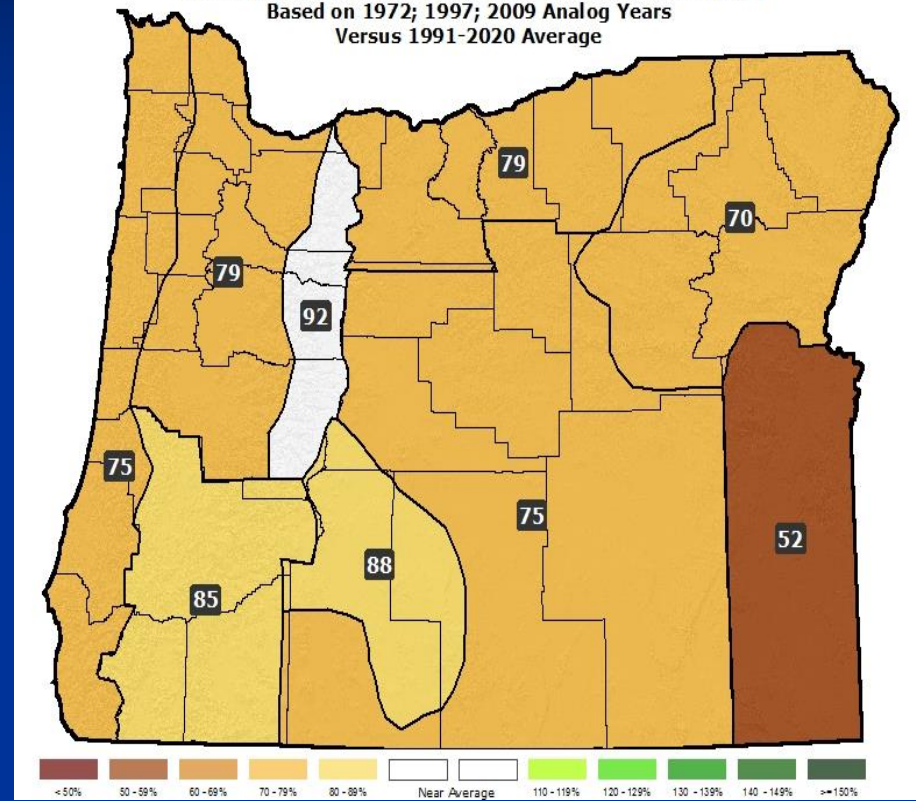 Based on 1972; 1997; 2009 Analog Years
Versus 1991-2020 Average
79
70
79
92
75
75
52
88
85
<50%
50 - 59%
60 - 69%
70 - 79%
80 - 89%
Near Average
110 - 119%
120 - 129%
130 - 139%
140 - 149%
>=150%